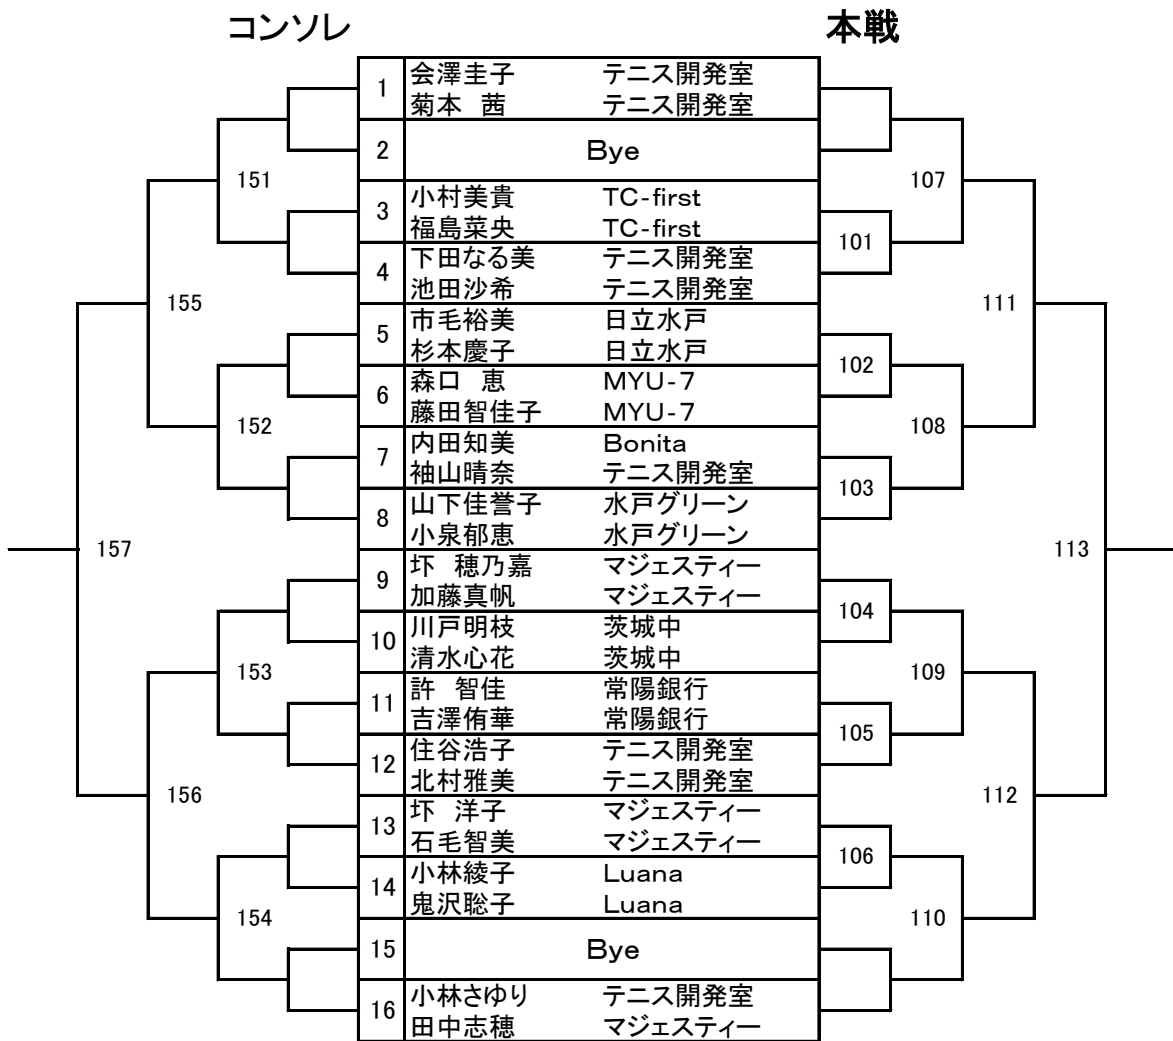 コンソレ 本戦
1 会澤圭子 テニス開発室
菊本 茜 テニス開発室
2 Bye
151 107
3 小村美貴 TC-first
福島菜央 TC-first
101
4 下田なる美 テニス開発室
池田沙希 テニス開発室
155 111
5 市毛裕美 日立水戸
杉本慶子 日立水戸
102
6 森口 恵 MYU-7
藤田智佳子 MYU-7
152 108
7 内田知美 Bonita
袖山晴奈 テニス開発室
103
8 山下佳誉子 水戸グリーン
小泉郁恵 水戸グリーン
157 113
9 圷 穂乃嘉 マジェスティー
加藤真帆 マジェスティー
104
10 川戸明枝 茨城中
清水心花 茨城中
153 109
11 許 智佳 常陽銀行
吉澤侑華 常陽銀行
105
12 住谷浩子 テニス開発室
北村雅美 テニス開発室
156 112
13 圷 洋子 マジェスティー
石毛智美 マジェスティー
106
14 小林綾子 Luana
鬼沢聡子 Luana
154 110
15 Bye
16 小林さゆり テニス開発室
田中志穂 マジェスティー